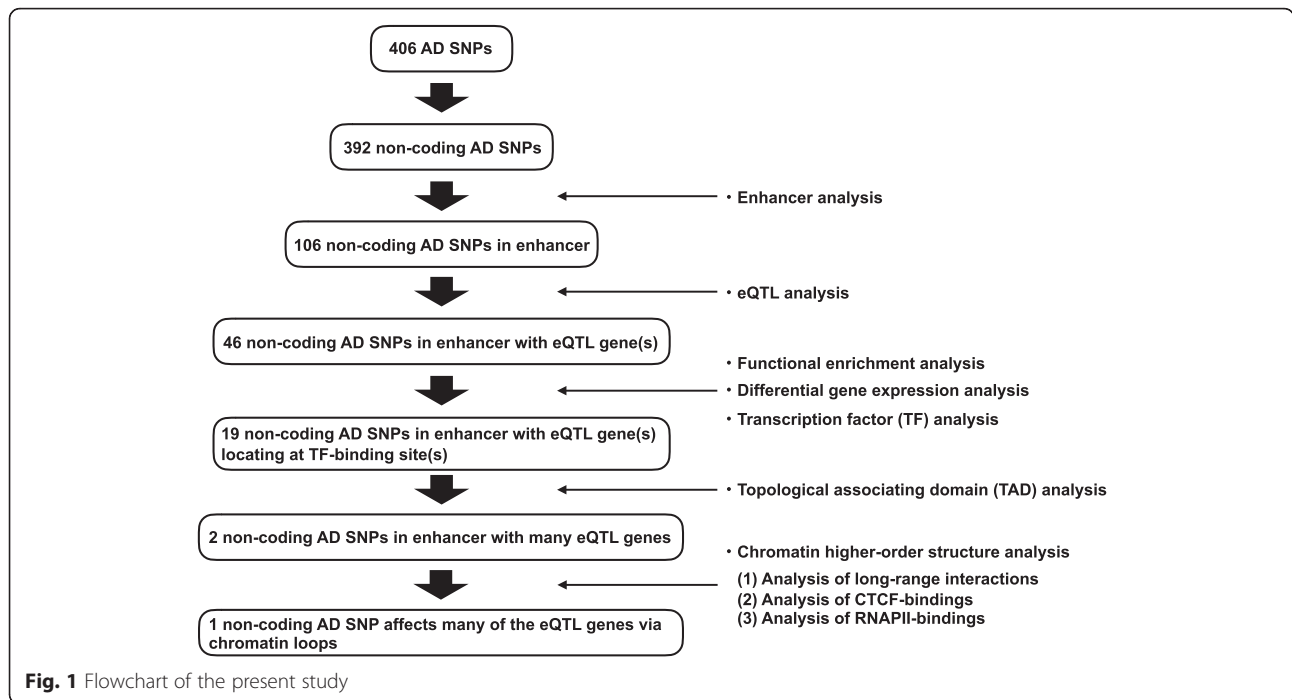 406 AD SNPs
392 non-coding AD SNPs
• Enhancer analysis
106 non-coding AD SNPs in enhancer
• eQTL analysis
46 non-coding AD SNPs in enhancer with eQTL gene(s)
• Functional enrichment analysis
• Differential gene expression analysis
• Transcription factor (TF) analysis
19 non-coding AD SNPs in enhancer with eQTL gene(s)
locating at TF-binding site(s)
• Topological associating domain (TAD) analysis
2 non-coding AD SNPs in enhancer with many eQTL genes
• Chromatin higher-order structure analysis
(1) Analysis of long-range interactions
(2) Analysis of CTCF-bindings
(3) Analysis of RNAPII-bindings
1 non-coding AD SNP affects many of the eQTL genes via
chromatin loops
Fig. 1 Flowchart of the present study